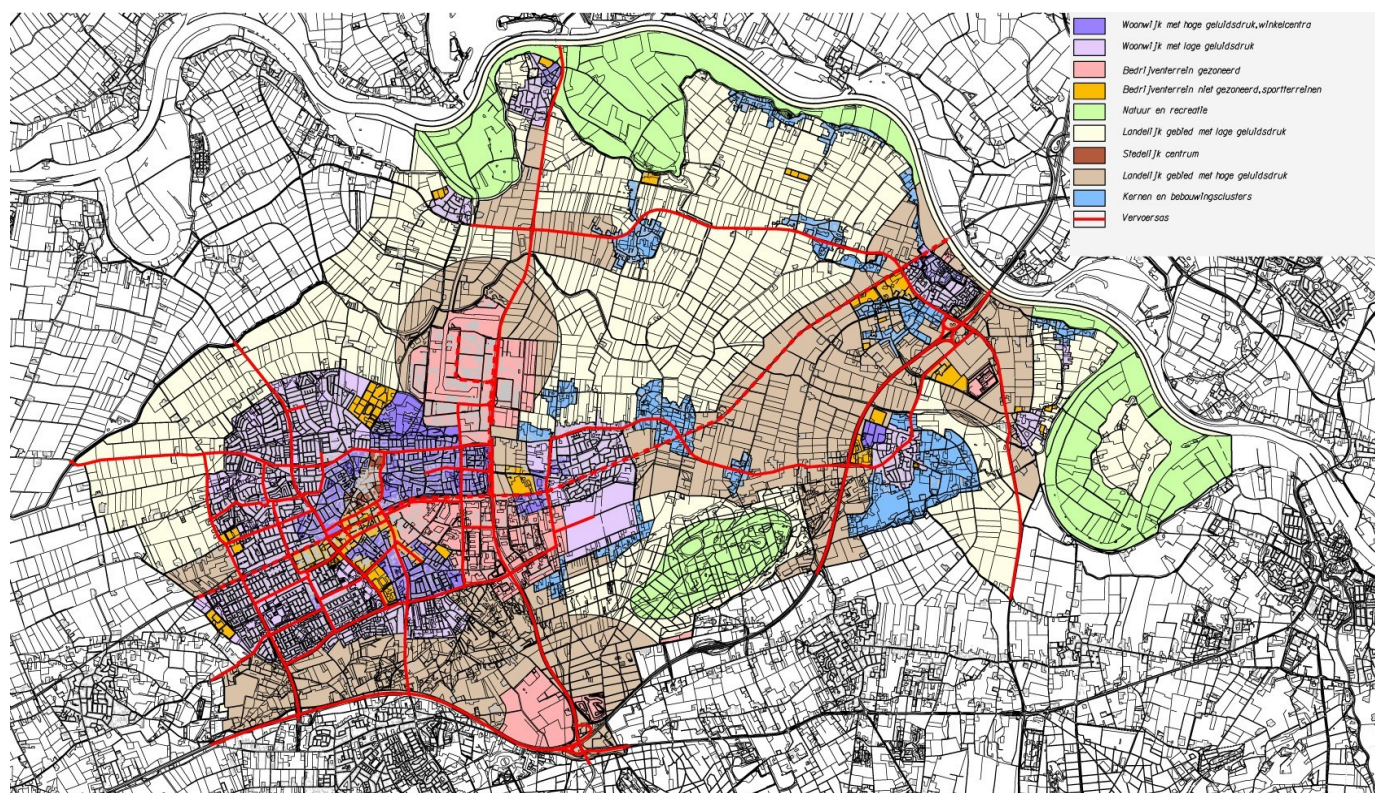 Woonwijk met hoge geluidsdruk,winkelcentra
Woonwijk met lage geluidsdruk
Bedrijventerrein gezoneerd
Bedrijventerrein niet gezoneerd,sportterreinen
Natuur en recreatie
Landelijk gebied met lage geluidsdruk
Stedelijk centrum
Landelijk gebied met hoge geluidsdruk
Kernen en bebouwingsclusters
Vervoersas